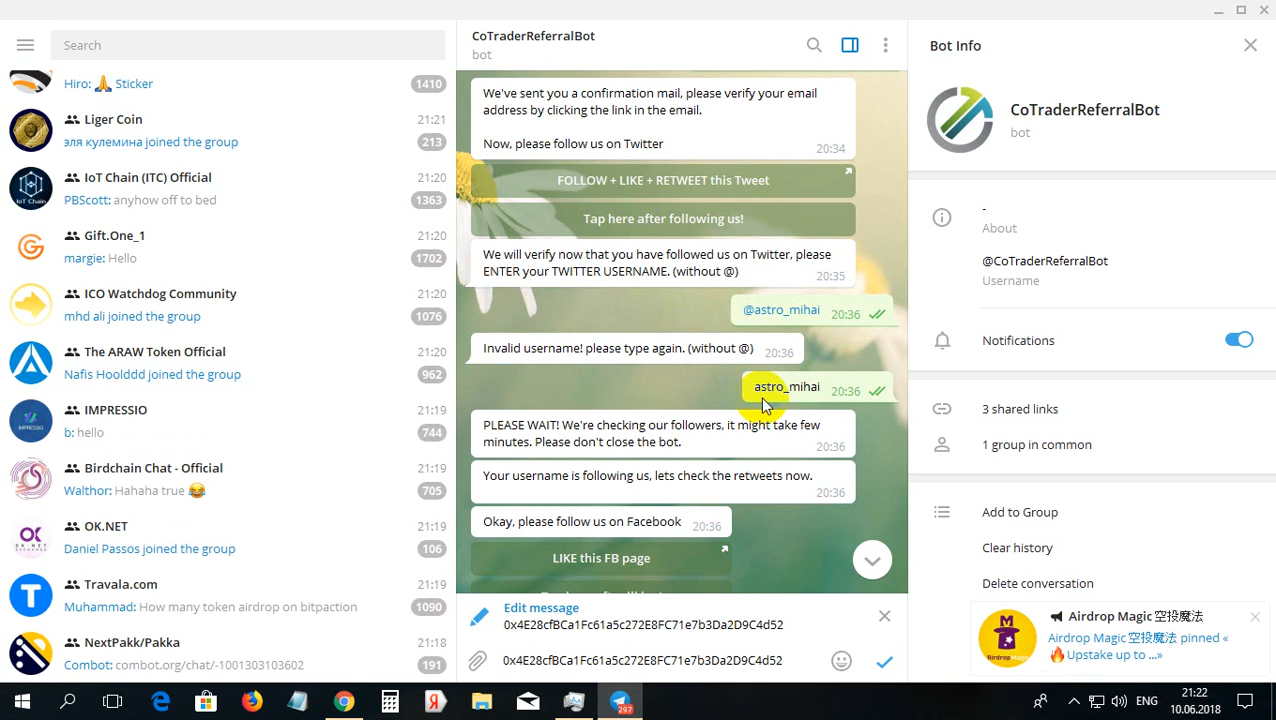 Search
Hiro: 🙏 Sticker
1410
Liger Coin
21:21
эля кулемина joined the group
213
IoT Chain (ITC) Official
21:20
PBScott: anyhow off to bed
1363
Gift.One_1
21:20
margie: Hello
1702
ICO Watchdog Community
21:20
mhd ali joined the group
1076
The ARAW Token Official
21:20
Nafis Hoolddd joined the group
962
IMPRESSIO
21:19
b: hello
744
Birdchain Chat - Official
21:19
Walthor: Hahaha true 😂
705
OK.NET
21:19
Daniel Passos joined the group
106
Travala.com
21:19
Muhammad: How many token airdrop on bitpaction
1090
NextPakk/Pakka
21:18
Combot: combot.org/chat/-1001303103602
191
CoTraderReferralBot
bot
We've sent you a confirmation mail, please verify your email
address by clicking the link in the email.
Now, please follow us on Twitter
20:34
FOLLOW + LIKE + RETWEET this Tweet
Tap here after following us!
We will verify now that you have followed us on Twitter, please
ENTER your TWITTER USERNAME. (without @)
20:35
@astro_mihai 20:36
Invalid username! please type again. (without @) 20:36
astro_mihai 20:36
PLEASE WAIT! We're checking our followers, it might take few
minutes. Please don't close the bot.
20:36
Your username is following us, lets check the retweets now.
20:36
Okay, please follow us on Facebook 20:36
LIKE this FB page
Edit message
0x4E28cfBCa1Fc61a5c272E8FC71e7b3Da2D9C4d52
0x4E28cfBCa1Fc61a5c272E8FC71e7b3Da2D9C4d52
Bot Info
CoTraderReferralBot
bot
-
About
@CoTraderReferralBot
Username
Notifications
3 shared links
1 group in common
Add to Group
Clear history
Delete conversation
Airdrop Magic 空投魔法
Airdrop Magic 空投魔法 pinned «
🔥Upstake up to ...»
297
ENG
21:22
10.06.2018